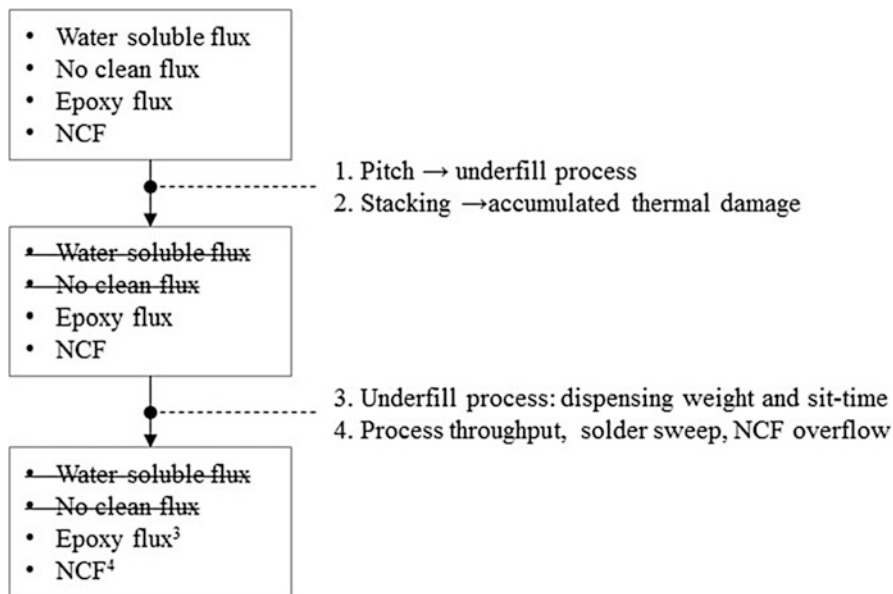 • Water soluble flux
• No clean flux
• Epoxy flux
• NCF
1. Pitch → underfill process
2. Stacking →accumulated thermal damage
• Water soluble flux
• No clean flux
• Epoxy flux
• NCF
3. Underfill process: dispensing weight and sit-time
4. Process throughput, solder sweep, NCF overflow
• Water soluble flux
• No clean flux
• Epoxy flux³
• NCF⁴